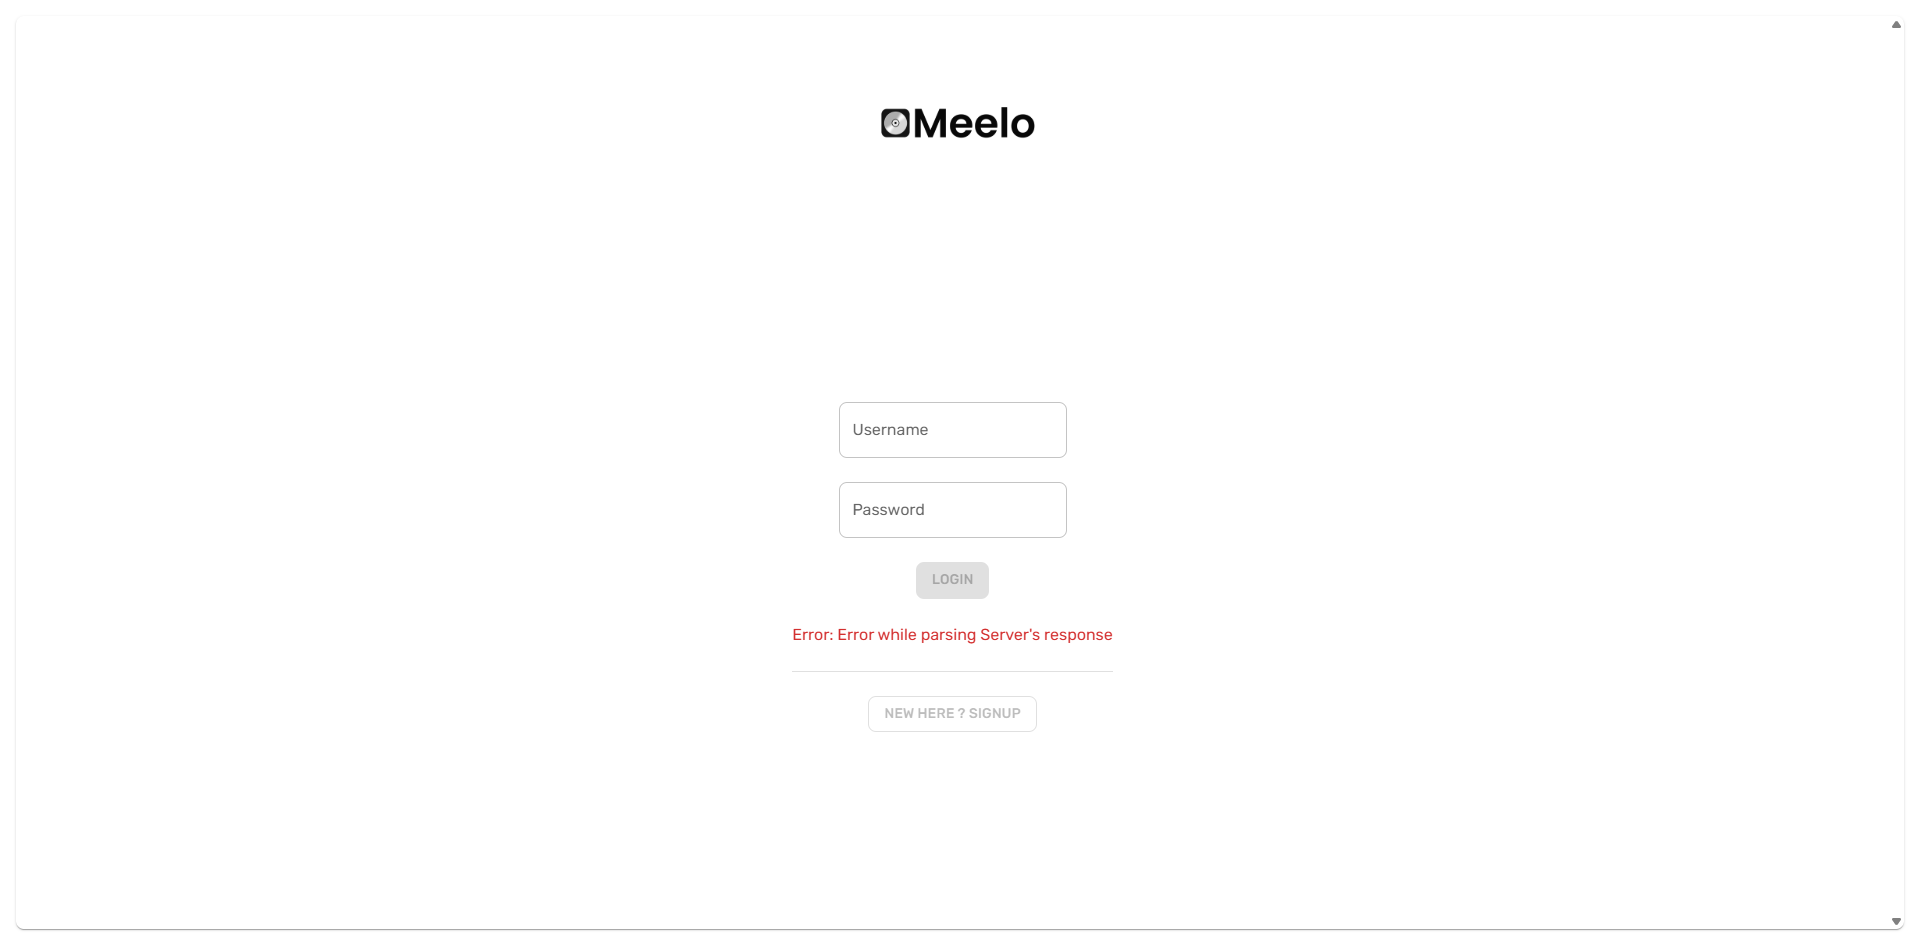 Meelo
Username
Password
LOGIN
Error: Error while parsing Server's response
NEW HERE ? SIGNUP